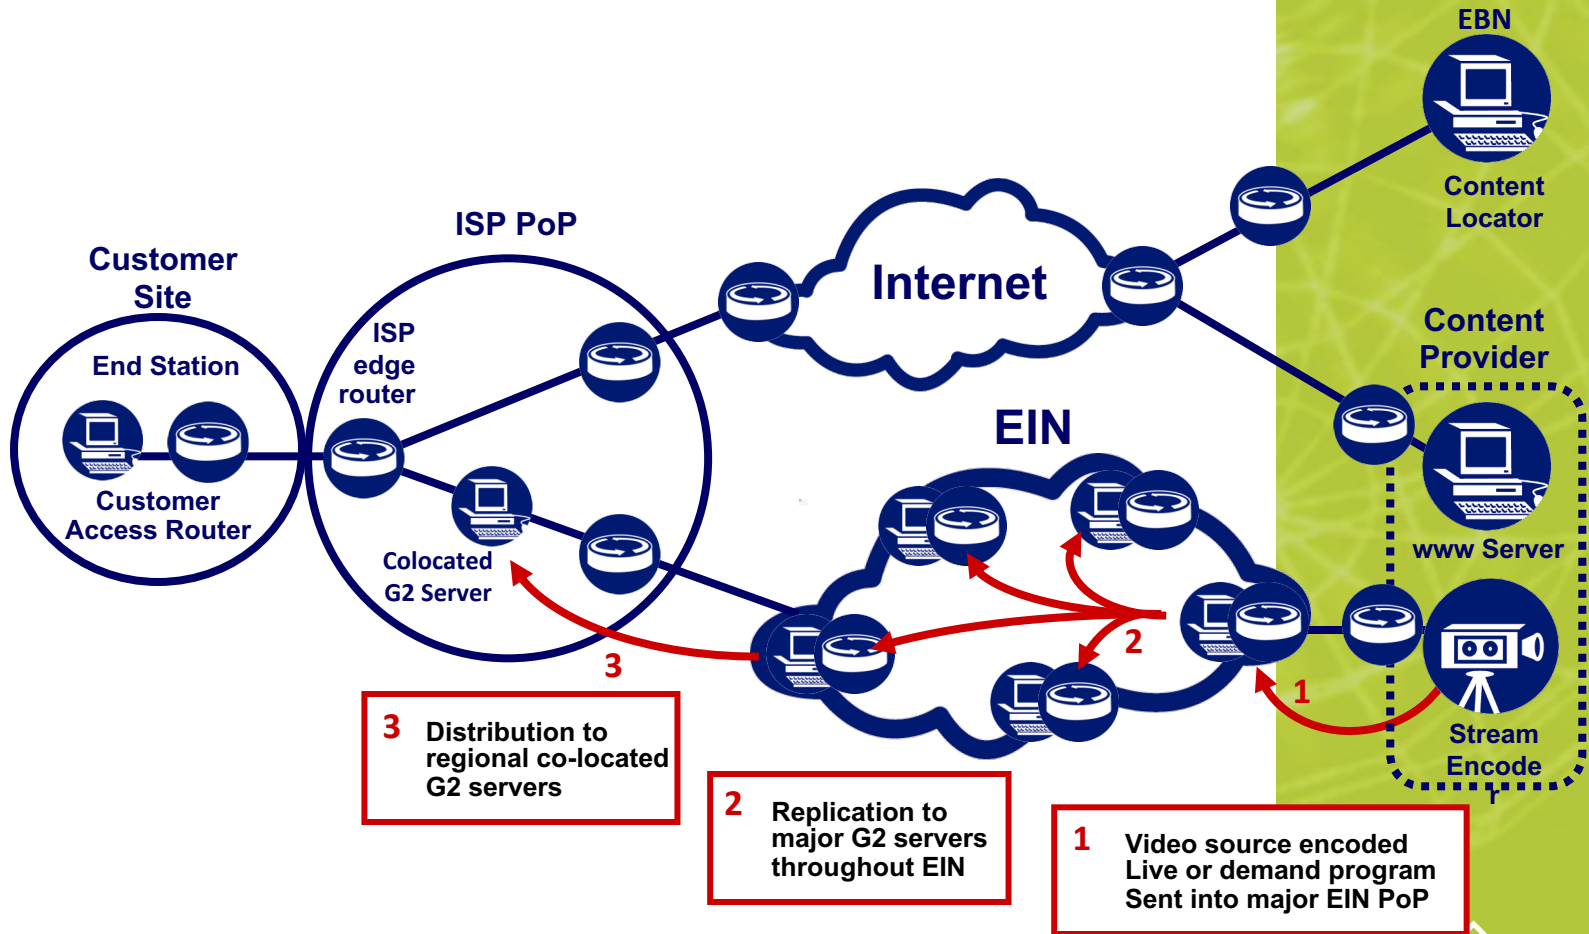 EBN
Content
Locator
ISP PoP
Customer
Site
Internet
ISP
edge
router
Content
Provider
End Station
EIN
Customer
Access Router
www Server
Colocated
G2 Server
2
3
1
Stream
Encode
r
3 Distribution to
regional co-located
G2 servers
2 Replication to
major G2 servers
throughout EIN
1 Video source encoded
Live or demand program
Sent into major EIN PoP